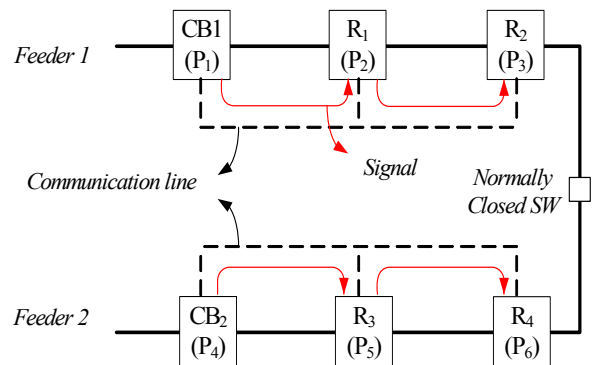 Feeder 1
CB1
(P₁)
R₁
(P₂)
R₂
(P₃)
Communication line
Signal
Normally
Closed SW
Feeder 2
CB₂
(P₄)
R₃
(P₅)
R₄
(P₆)